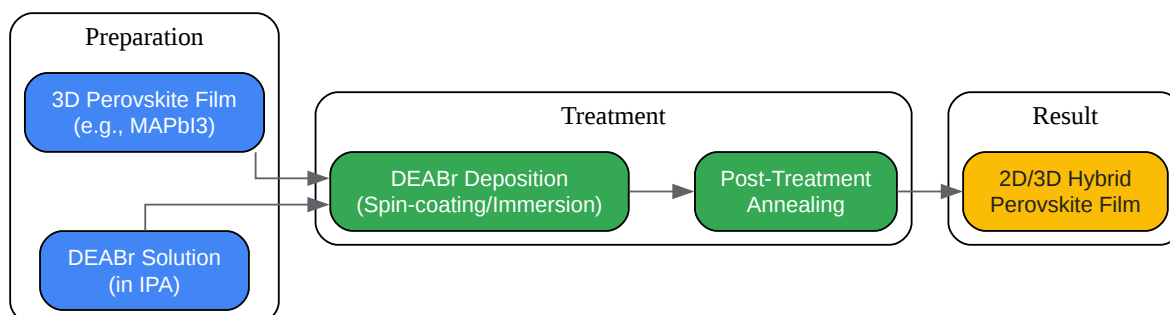 Preparation
3D Perovskite Film
(e.g., MAPbI3)
DEABr Solution
(in IPA)
Treatment
DEABr Deposition
(Spin-coating/Immersion)
Post-Treatment
Annealing
Result
2D/3D Hybrid
Perovskite Film